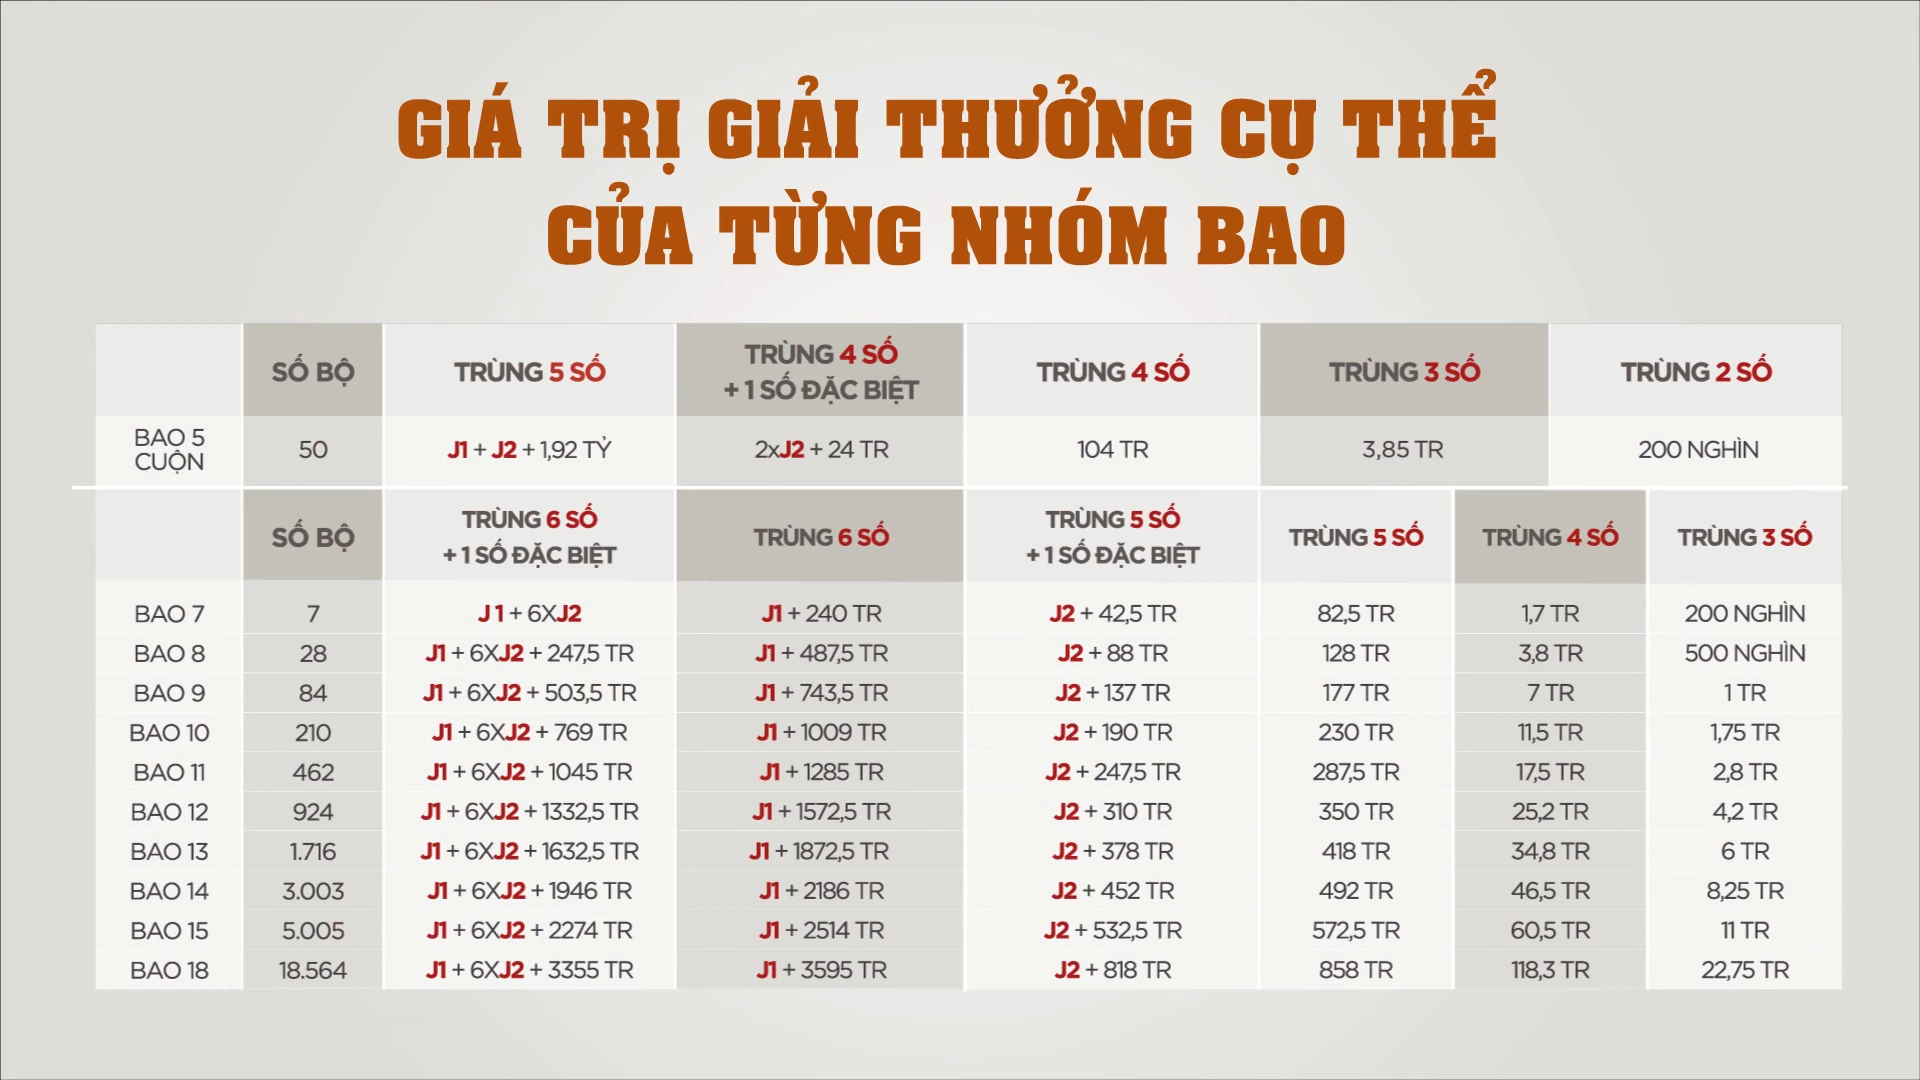 GIÁ TRỊ GIẢI THƯỞNG CỤ THỂ
CỦA TỪNG NHÓM BAO
SỐ BỘ TRÙNG 5 SỐ TRÙNG 4 SỐ + 1 SỐ ĐẶC BIỆT TRÙNG 4 SỐ TRÙNG 3 SỐ TRÙNG 2 SỐ
BAO 5 CUỘN 50 J1 + J2 + 1,92 TỶ 2xJ2 + 24 TR 104 TR 3,85 TR 200 NGHÌN
SỐ BỘ TRÙNG 6 SỐ + 1 SỐ ĐẶC BIỆT TRÙNG 6 SỐ TRÙNG 5 SỐ + 1 SỐ ĐẶC BIỆT TRÙNG 5 SỐ TRÙNG 4 SỐ TRÙNG 3 SỐ
BAO 7 7 J1 + 6XJ2 J1 + 240 TR J2 + 42,5 TR 82,5 TR 1,7 TR 200 NGHÌN
BAO 8 28 J1 + 6XJ2 + 247,5 TR J1 + 487,5 TR J2 + 88 TR 128 TR 3,8 TR 500 NGHÌN
BAO 9 84 J1 + 6XJ2 + 503,5 TR J1 + 743,5 TR J2 + 137 TR 177 TR 7 TR 1 TR
BAO 10 210 J1 + 6XJ2 + 769 TR J1 + 1009 TR J2 + 190 TR 230 TR 11,5 TR 1,75 TR
BAO 11 462 J1 + 6XJ2 + 1045 TR J1 + 1285 TR J2 + 247,5 TR 287,5 TR 17,5 TR 2,8 TR
BAO 12 924 J1 + 6XJ2 + 1332,5 TR J1 + 1572,5 TR J2 + 310 TR 350 TR 25,2 TR 4,2 TR
BAO 13 1.716 J1 + 6XJ2 + 1632,5 TR J1 + 1872,5 TR J2 + 378 TR 418 TR 34,8 TR 6 TR
BAO 14 3.003 J1 + 6XJ2 + 1946 TR J1 + 2186 TR J2 + 452 TR 492 TR 46,5 TR 8,25 TR
BAO 15 5.005 J1 + 6XJ2 + 2274 TR J1 + 2514 TR J2 + 532,5 TR 572,5 TR 60,5 TR 11 TR
BAO 18 18.564 J1 + 6XJ2 + 3355 TR J1 + 3595 TR J2 + 818 TR 858 TR 118,3 TR 22,75 TR